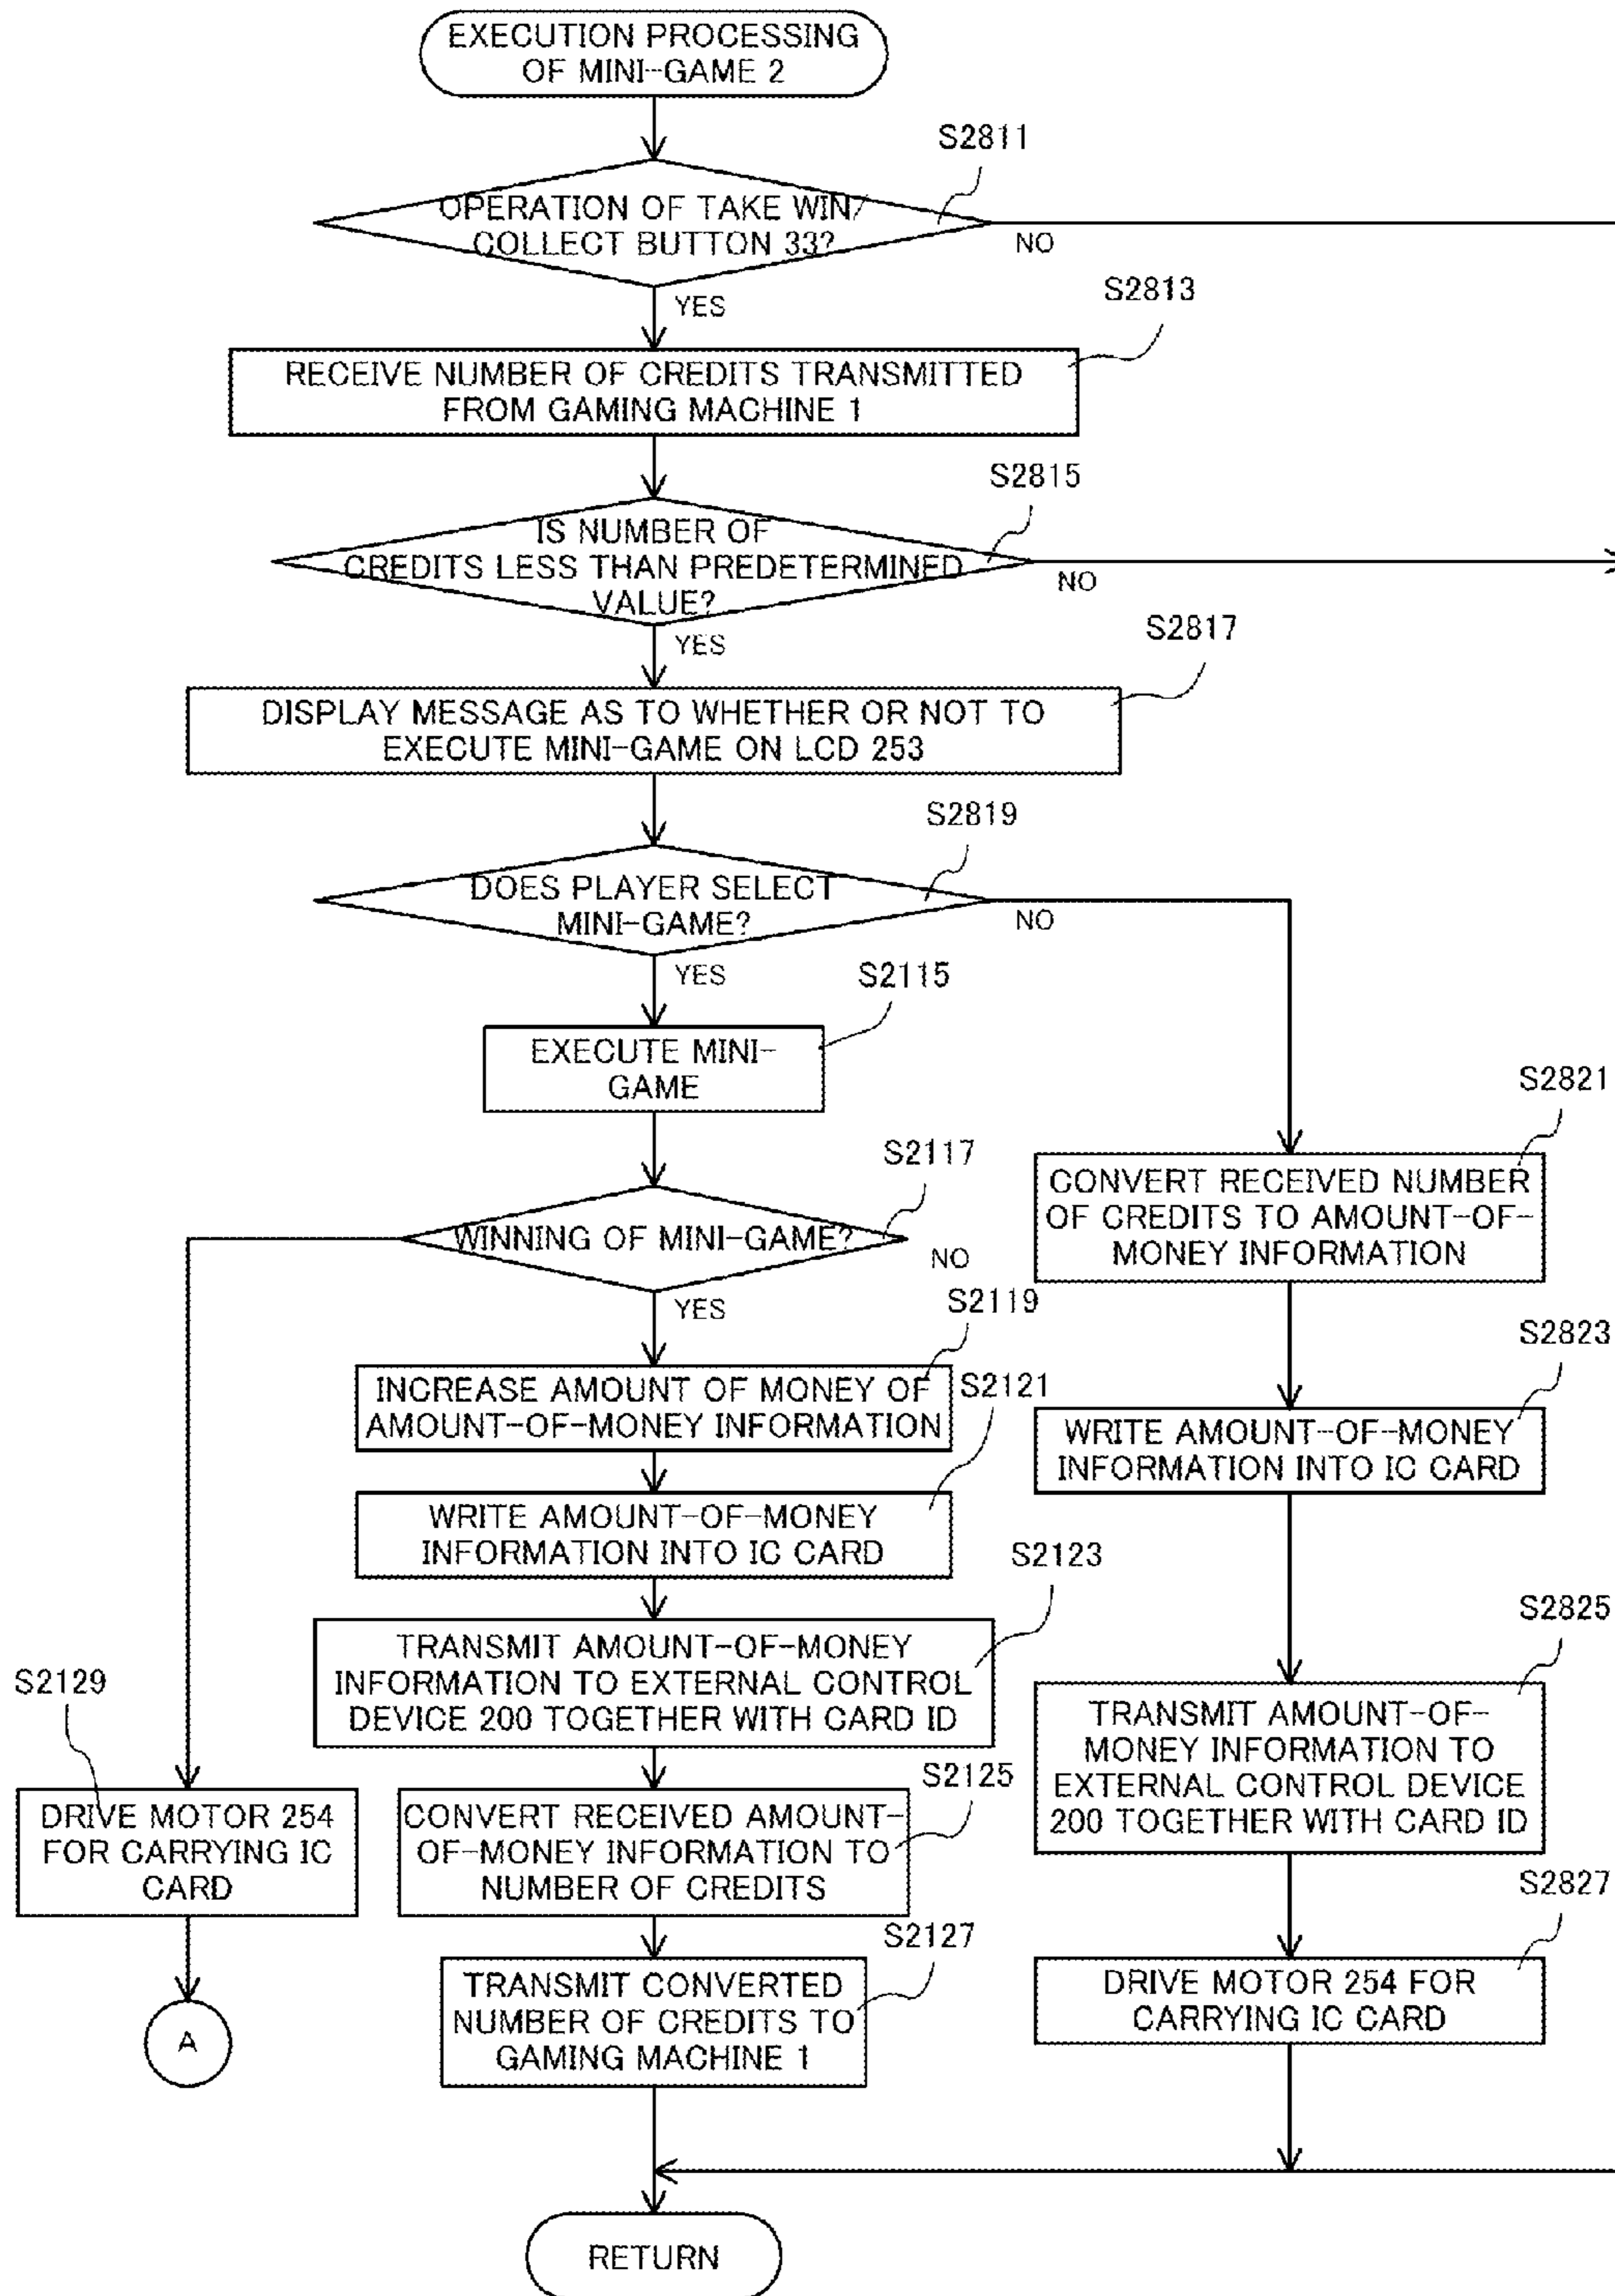 EXECUTION PROCESSING
OF MINI-GAME 2
S2811
OPERATION OF TAKE WIN/
COLLECT BUTTON 33?
NO
YES
S2813
RECEIVE NUMBER OF CREDITS TRANSMITTED
FROM GAMING MACHINE 1
S2815
IS NUMBER OF
CREDITS LESS THAN PREDETERMINED
VALUE?
NO
YES
S2817
DISPLAY MESSAGE AS TO WHETHER OR NOT TO
EXECUTE MINI-GAME ON LCD 253
S2819
DOES PLAYER SELECT
MINI-GAME?
NO
YES
S2115
EXECUTE MINI-
GAME
S2117
WINNING OF MINI-GAME?
NO
YES
S2119
INCREASE AMOUNT OF MONEY OF
AMOUNT-OF-MONEY INFORMATION
S2121
WRITE AMOUNT-OF-MONEY
INFORMATION INTO IC CARD
S2123
TRANSMIT AMOUNT-OF-MONEY
INFORMATION TO EXTERNAL CONTROL
DEVICE 200 TOGETHER WITH CARD ID
S2125
CONVERT RECEIVED AMOUNT-
OF-MONEY INFORMATION TO
NUMBER OF CREDITS
S2127
TRANSMIT CONVERTED
NUMBER OF CREDITS TO
GAMING MACHINE 1
S2129
DRIVE MOTOR 254
FOR CARRYING IC
CARD
A
S2821
CONVERT RECEIVED NUMBER
OF CREDITS TO AMOUNT-OF-
MONEY INFORMATION
S2823
WRITE AMOUNT-OF-MONEY
INFORMATION INTO IC CARD
S2825
TRANSMIT AMOUNT-OF-
MONEY INFORMATION TO
EXTERNAL CONTROL DEVICE
200 TOGETHER WITH CARD ID
S2827
DRIVE MOTOR 254 FOR
CARRYING IC CARD
RETURN